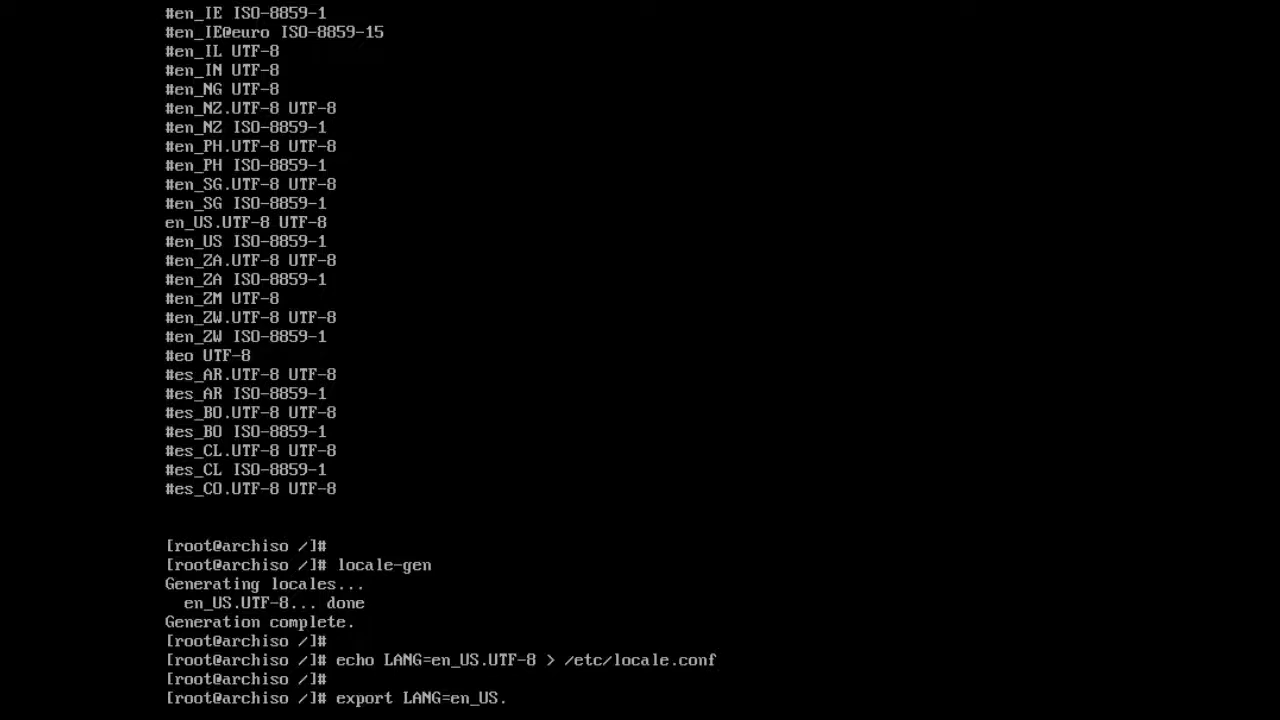 #en_IE ISO-8859-1
#en_IE@euro ISO-8859-15
#en_IL UTF-8
#en_IN UTF-8
#en_NG UTF-8
#en_NZ.UTF-8 UTF-8
#en_NZ ISO-8859-1
#en_PH.UTF-8 UTF-8
#en_PH ISO-8859-1
#en_SG.UTF-8 UTF-8
#en_SG ISO-8859-1
en_US.UTF-8 UTF-8
#en_US ISO-8859-1
#en_ZA.UTF-8 UTF-8
#en_ZA ISO-8859-1
#en_ZM UTF-8
#en_ZW.UTF-8 UTF-8
#en_ZW ISO-8859-1
#eo UTF-8
#es_AR.UTF-8 UTF-8
#es_AR ISO-8859-1
#es_BO.UTF-8 UTF-8
#es_BO ISO-8859-1
#es_CL.UTF-8 UTF-8
#es_CL ISO-8859-1
#es_CO.UTF-8 UTF-8
[root@archiso /]#
[root@archiso /]# locale-gen
Generating locales...
  en_US.UTF-8... done
Generation complete.
[root@archiso /]#
[root@archiso /]# echo LANG=en_US.UTF-8 > /etc/locale.conf
[root@archiso /]#
[root@archiso /]# export LANG=en_US.